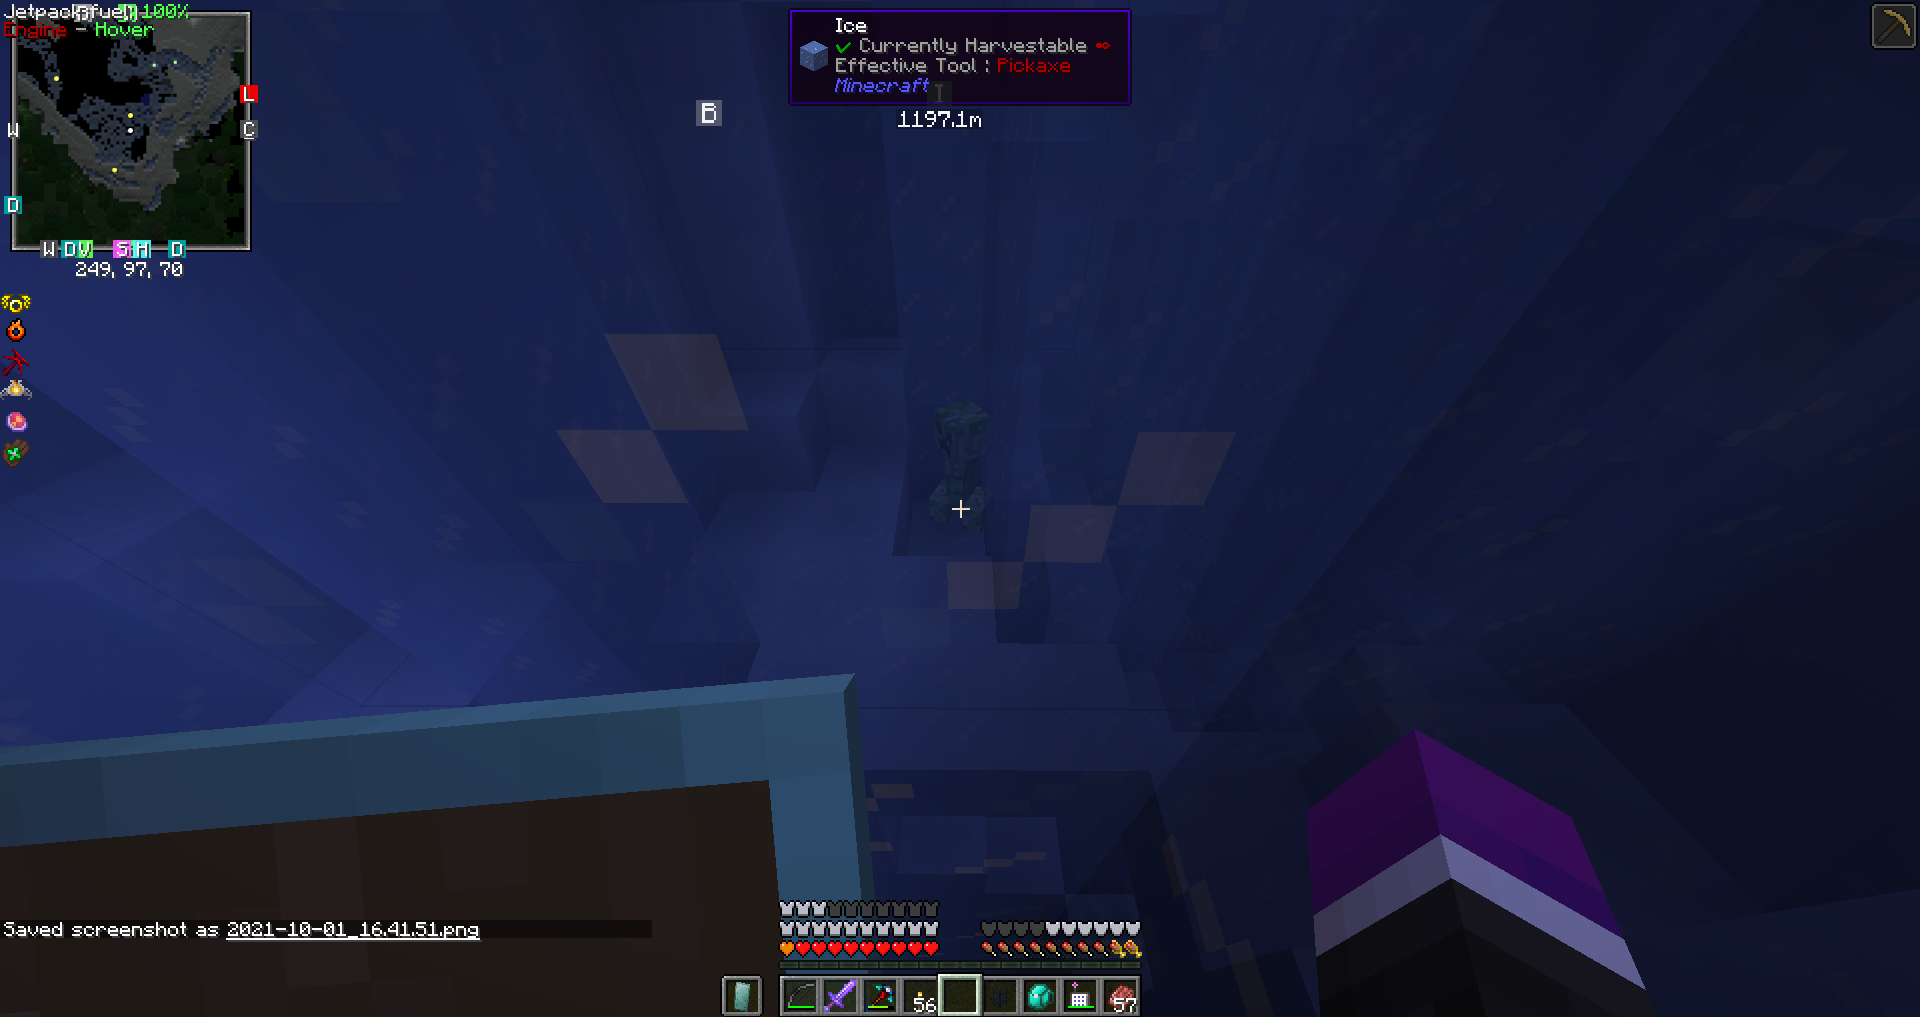 Jetpack fuel: 100%
Engine - Hover
L
W
C
D
W D V S H D
249, 97, 70
Ice
✓ Currently Harvestable
Effective Tool : Pickaxe
Minecraft
I
B
1197.1m
Saved screenshot as 2021-10-01_16.41.51.png
56
57